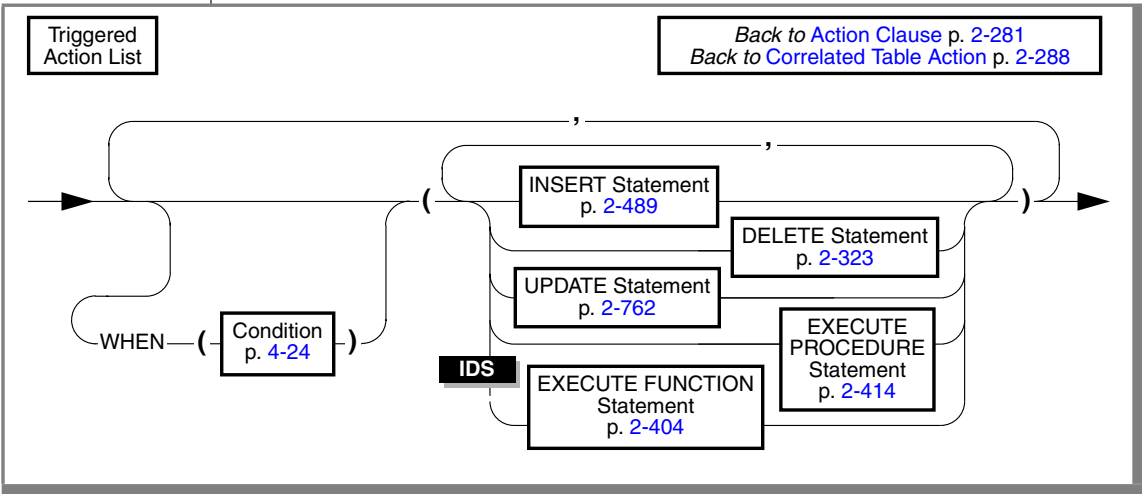 Triggered
Action List
Back to Action Clause p. 2-281
Back to Correlated Table Action p. 2-288
,
,
(
INSERT Statement
p. 2-489
)
DELETE Statement
p. 2-323
UPDATE Statement
p. 2-762
WHEN ( Condition
p. 4-24 )
EXECUTE
PROCEDURE
Statement
p. 2-414
IDS
EXECUTE FUNCTION
Statement
p. 2-404